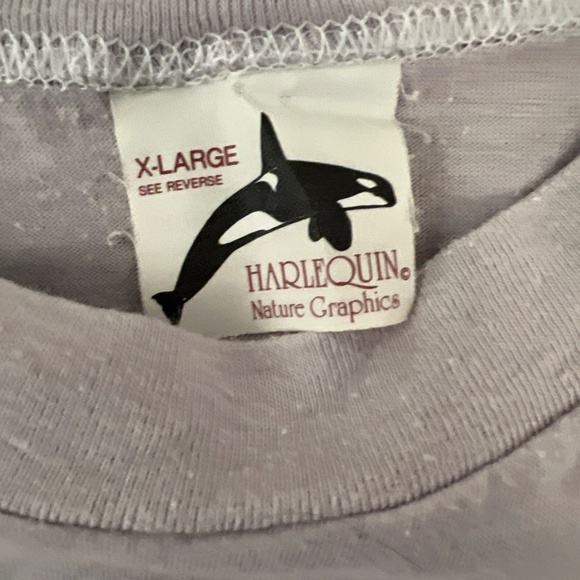 X-LARGE
SEE REVERSE
HARLEQUIN©
Nature Graphics